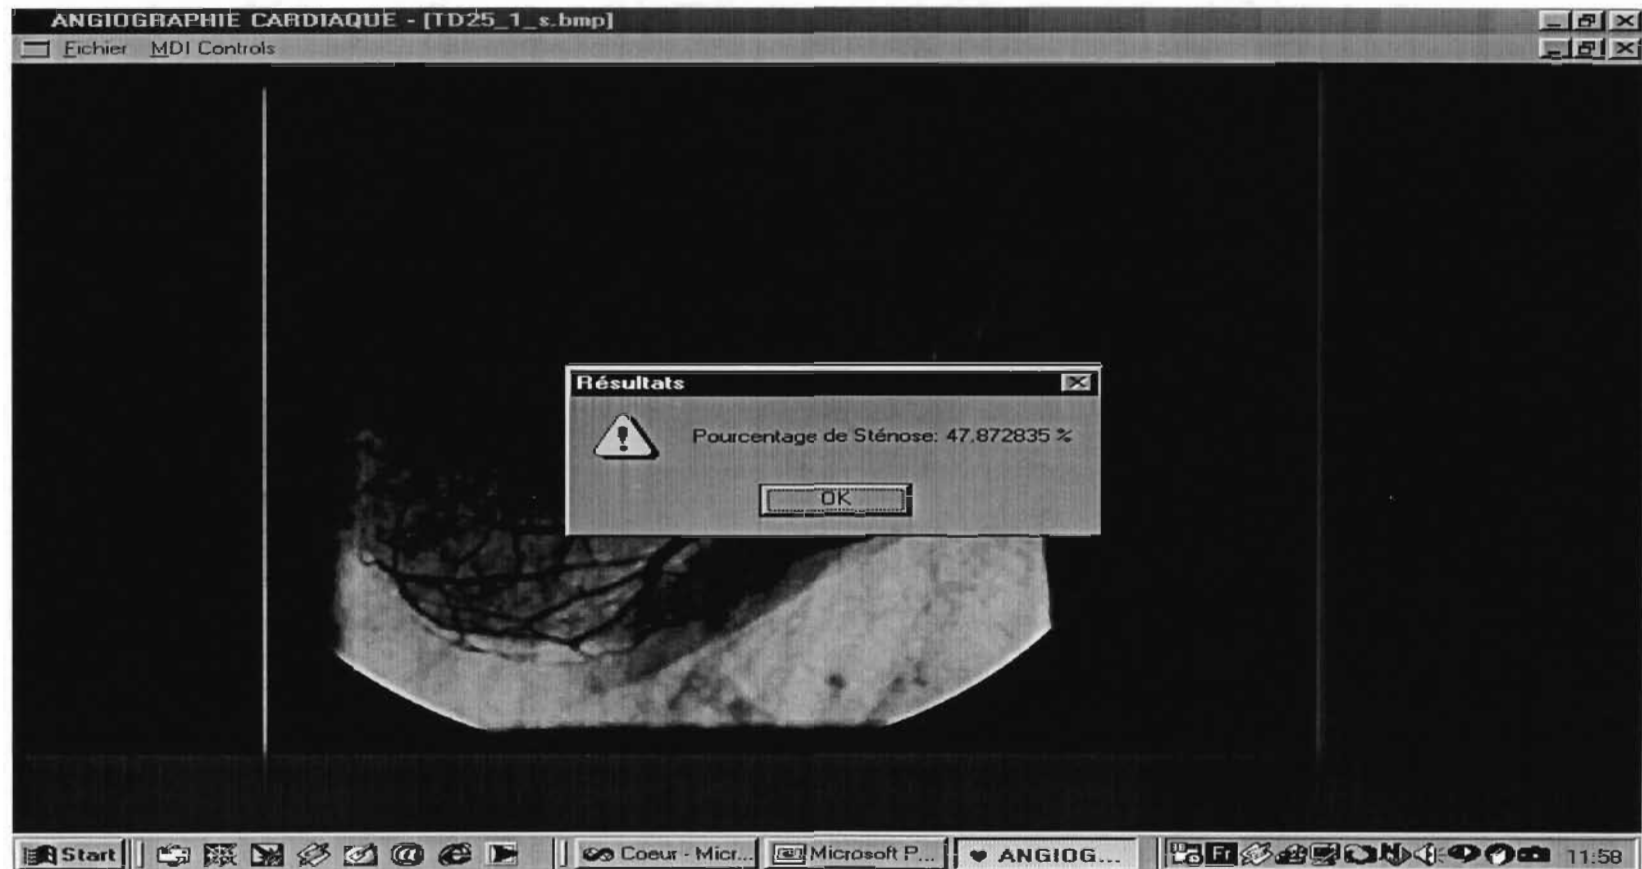 ANGIOGRAPHIE CARDIAQUE - [TD25_1_s.bmp]
Fichier MDI Controls
Résultats
Pourcentage de Sténose: 47.872835 %
OK
Start Coeur - Micr... Microsoft P... ANGIOG... Fr 11:58